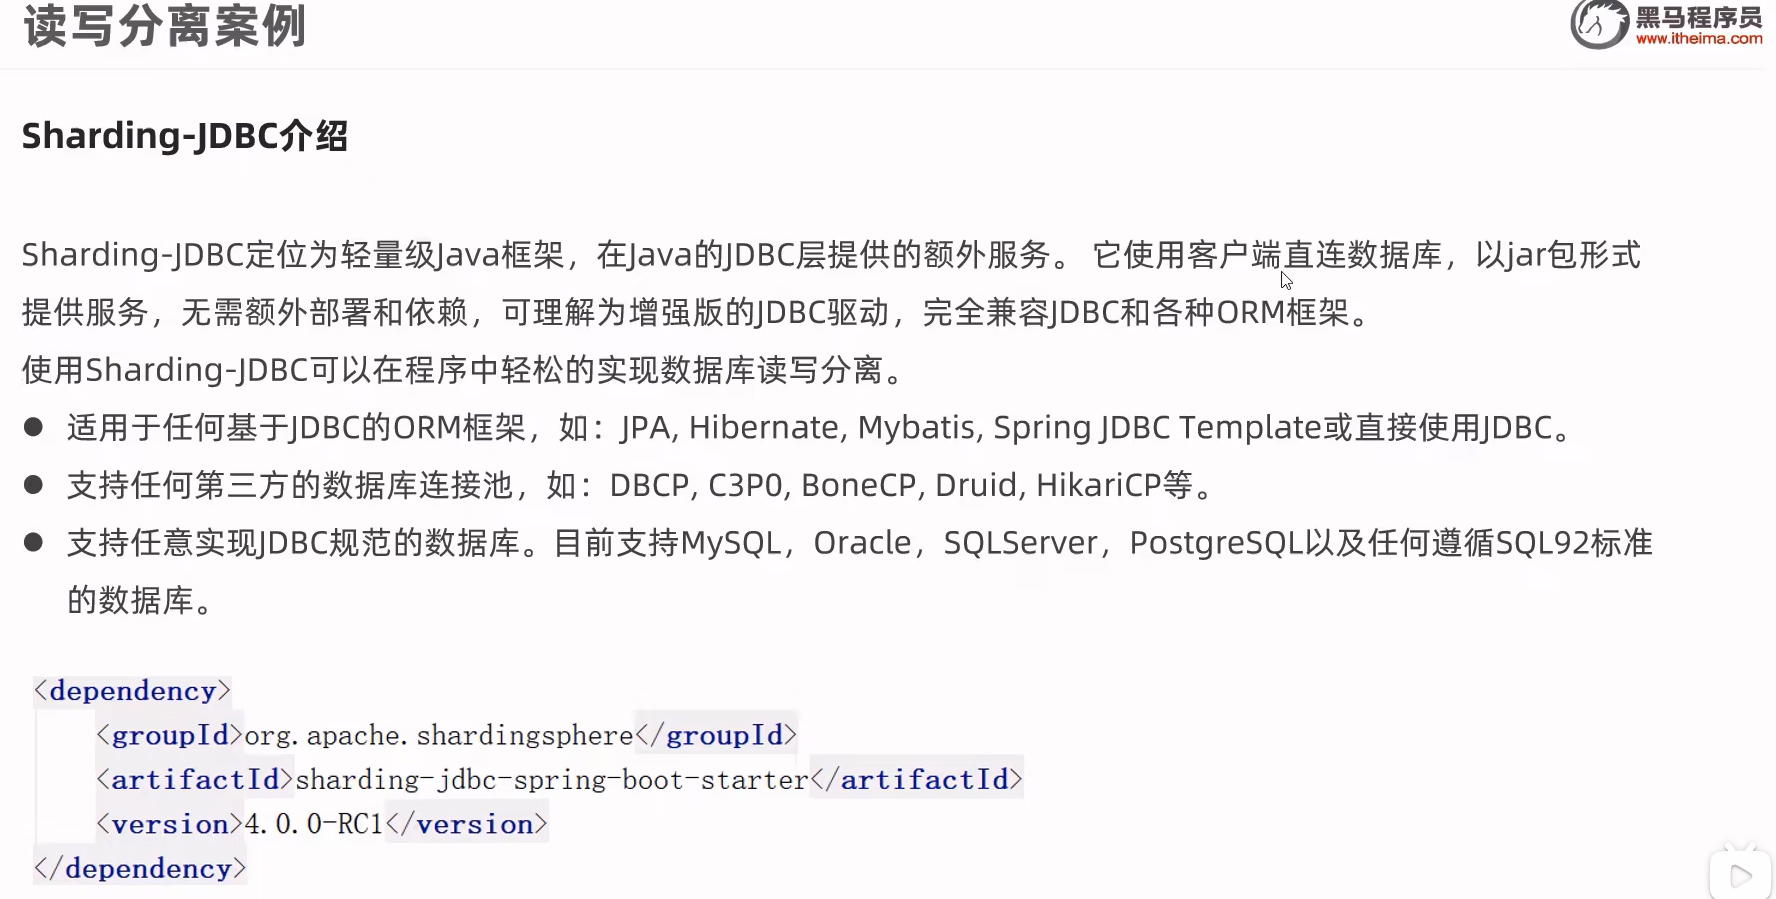 读写分离案例
黑马程序员
www.itheima.com
Sharding-JDBC介绍
Sharding-JDBC定位为轻量级Java框架，在Java的JDBC层提供的额外服务。 它使用客户端直连数据库，以jar包形式
提供服务，无需额外部署和依赖，可理解为增强版的JDBC驱动，完全兼容JDBC和各种ORM框架。
使用Sharding-JDBC可以在程序中轻松的实现数据库读写分离。
● 适用于任何基于JDBC的ORM框架，如：JPA, Hibernate, Mybatis, Spring JDBC Template或直接使用JDBC。
● 支持任何第三方的数据库连接池，如：DBCP, C3P0, BoneCP, Druid, HikariCP等。
● 支持任意实现JDBC规范的数据库。目前支持MySQL，Oracle，SQLServer，PostgreSQL以及任何遵循SQL92标准
的数据库。
<dependency>
<groupId>org.apache.shardingsphere</groupId>
<artifactId>sharding-jdbc-spring-boot-starter</artifactId>
<version>4.0.0-RC1</version>
</dependency>